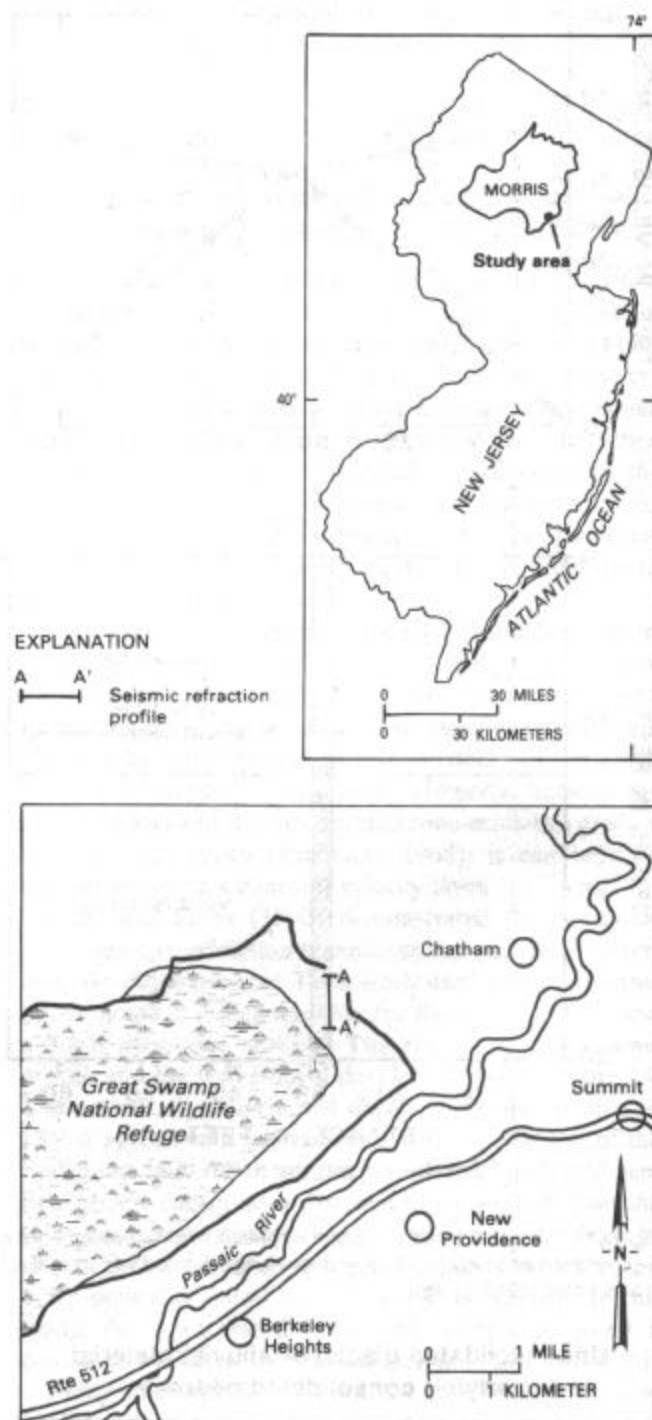 74°
MORRIS
Study area
40°
NEW JERSEY
ATLANTIC OCEAN
0 30 MILES
0 30 KILOMETERS
EXPLANATION
A A'
Seismic refraction
profile
Chatham
A
A'
Great Swamp
National Wildlife
Refuge
Summit
Passaic River
New
Providence
N
Berkeley
Heights
Rte 512
0 1 MILE
0 1 KILOMETER